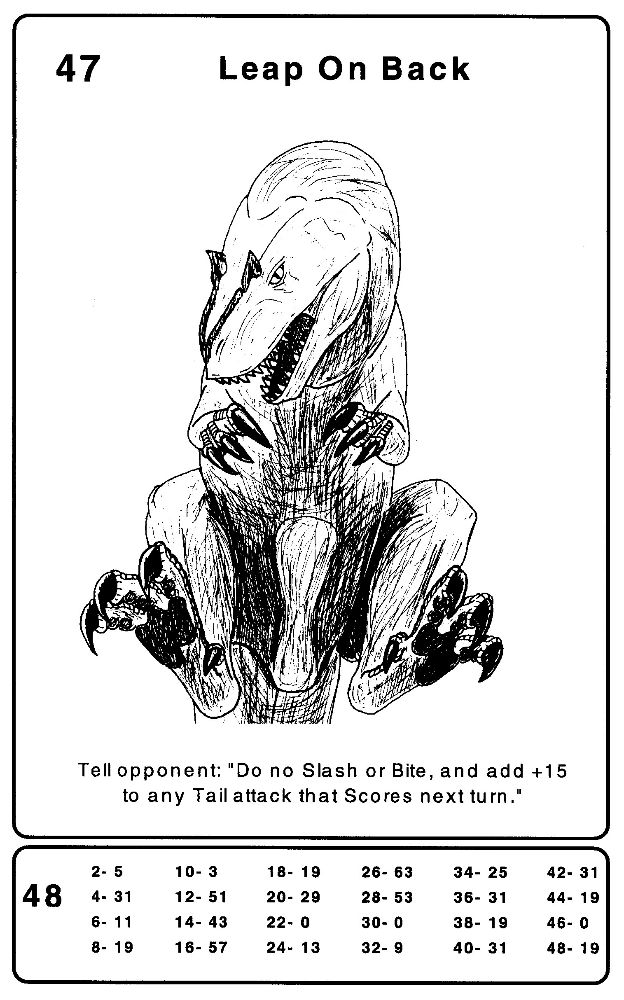 47 Leap On Back
Tell opponent: "Do no Slash or Bite, and add +15
to any Tail attack that Scores next turn."
48
2- 5 10- 3 18- 19 26- 63 34- 25 42- 31
4- 31 12- 51 20- 29 28- 53 36- 31 44- 19
6- 11 14- 43 22- 0 30- 0 38- 19 46- 0
8- 19 16- 57 24- 13 32- 9 40- 31 48- 19